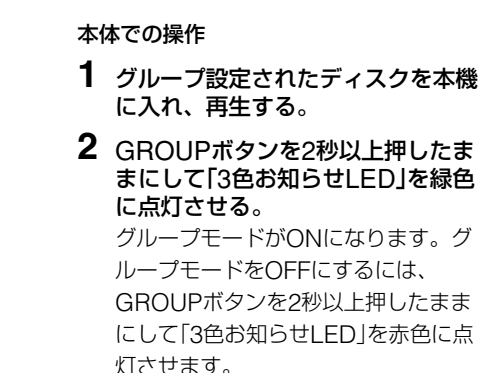 本体での操作
1 グループ設定されたディスクを本機
に入れ、再生する。
2 GROUPボタンを2秒以上押したま
まにして「3色お知らせLED」を緑色
に点灯させる。
グループモードがONになります。グ
ループモードをOFFにするには、
GROUPボタンを2秒以上押したまま
にして「3色お知らせLED」を赤色に点
灯させます。